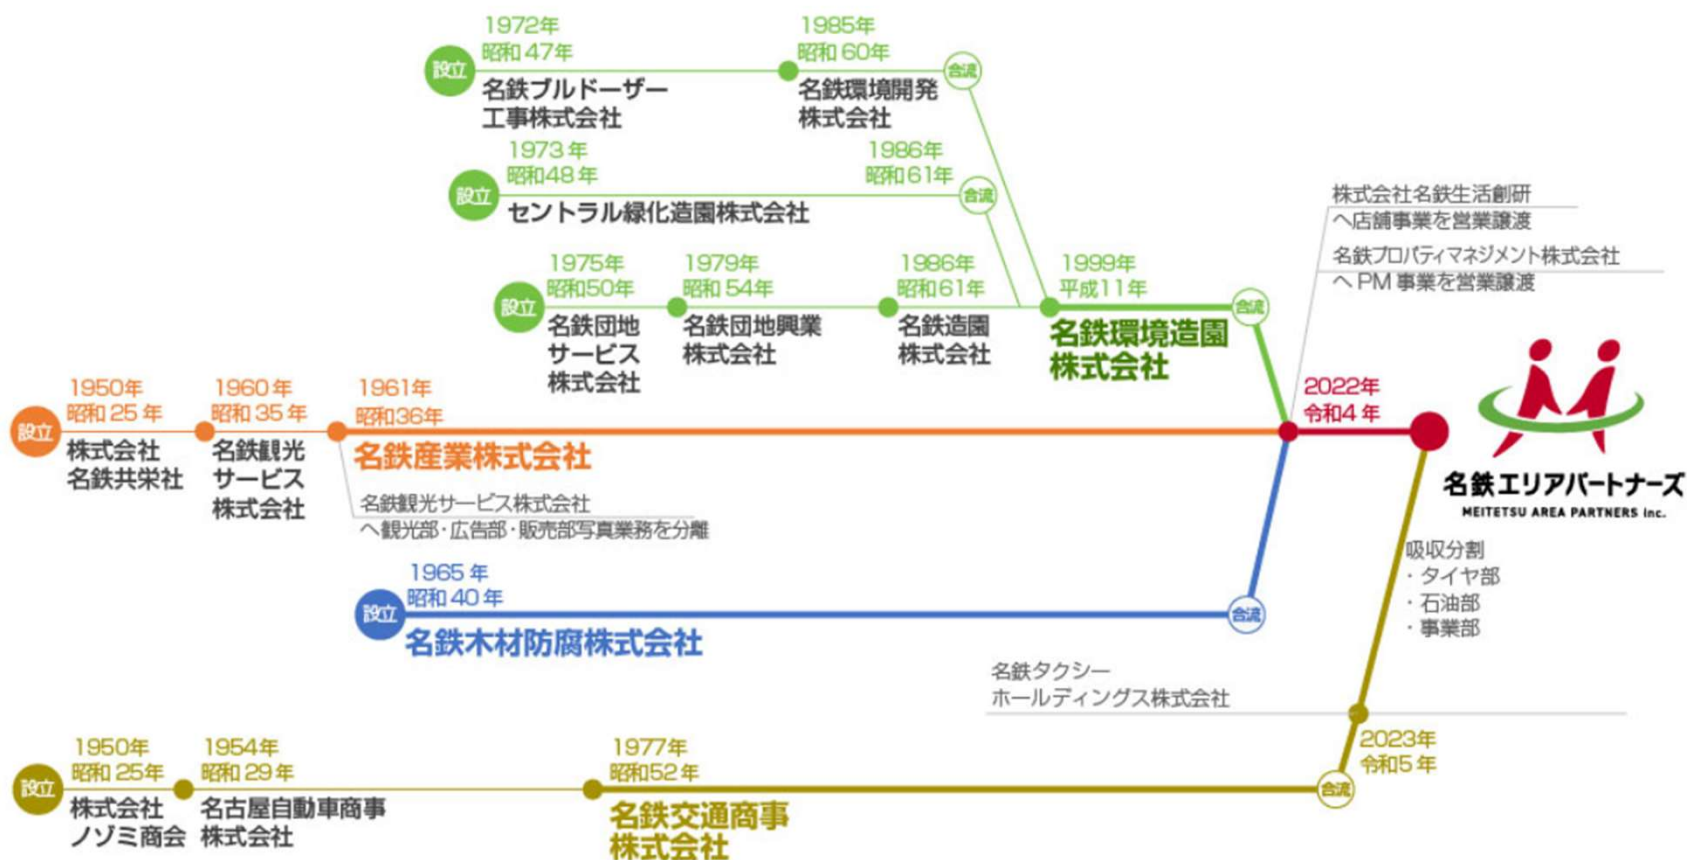 1972年
昭和 47年
設立
名鉄ブルドーザー
工事株式会社
1985年
昭和 60年
合流
名鉄環境開発
株式会社
1973 年
昭和48 年
設立
セントラル緑化造園株式会社
1986年
昭和 61年
合流
1975年
昭和50年
設立
名鉄団地
サービス
株式会社
1979年
昭和 54年
名鉄団地興業
株式会社
1986年
昭和61年
名鉄造園
株式会社
1999年
平成11年
合流
名鉄環境造園
株式会社
株式会社名鉄生活創研
へ店舗事業を営業譲渡
名鉄プロパティマネジメント株式会社
へ PM 事業を営業譲渡
1950年
昭和 25 年
設立
株式会社
名鉄共栄社
1960 年
昭和 35 年
名鉄観光
サービス
株式会社
1961年
昭和36年
名鉄産業株式会社
名鉄観光サービス株式会社
へ観光部・広告部・販売部写真業務を分離
2022年
令和4 年
名鉄エリアパートナーズ
MEITETSU AREA PARTNERS inc.
1965 年
昭和 40 年
設立
名鉄木材防腐株式会社
合流
吸収分割
・タイヤ部
・石油部
・事業部
名鉄タクシー
ホールディングス株式会社
1950年
昭和 25年
設立
株式会社
ノゾミ商会
1954年
昭和 29 年
名古屋自動車商事
株式会社
1977年
昭和52 年
名鉄交通商事
株式会社
合流
2023年
令和5 年